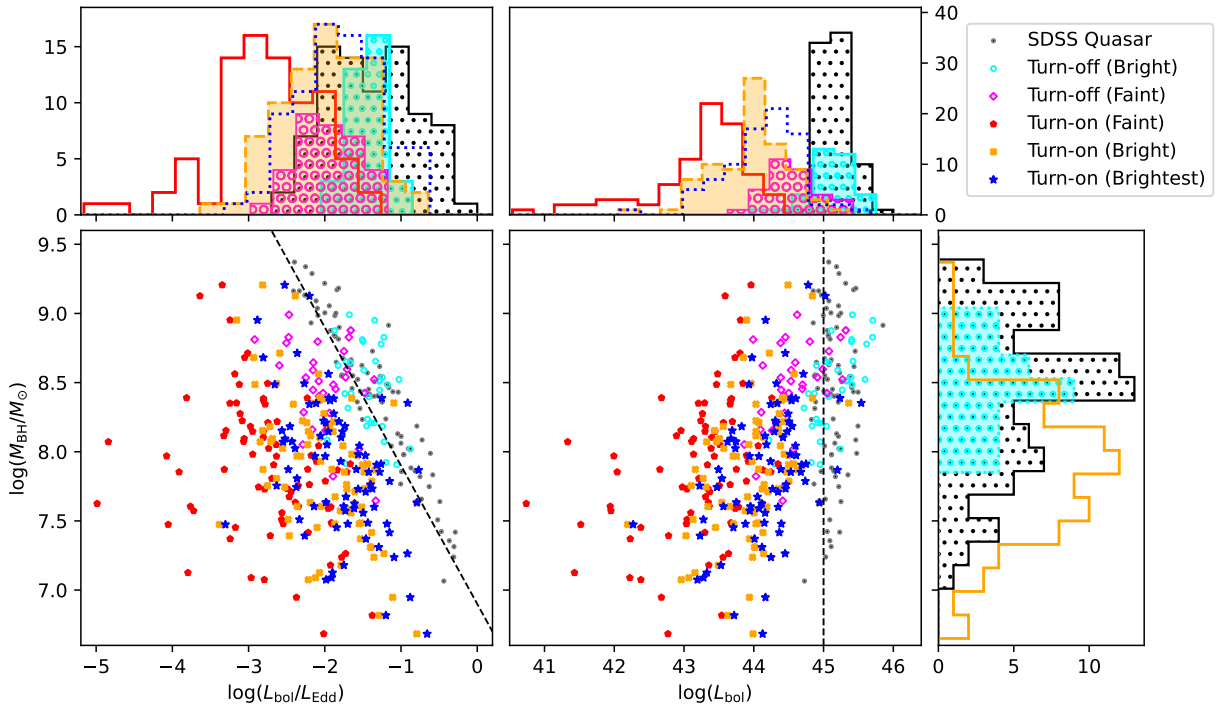 15
10
5
0
40
30
20
10
0
SDSS Quasar
Turn-off (Bright)
Turn-off (Faint)
Turn-on (Faint)
Turn-on (Bright)
Turn-on (Brightest)
9.5
9.0
8.5
8.0
7.5
7.0
log(M_BH/M_⊙)
−5 −4 −3 −2 −1 0
log(L_bol/L_Edd)
41 42 43 44 45 46
log(L_bol)
0 5 10